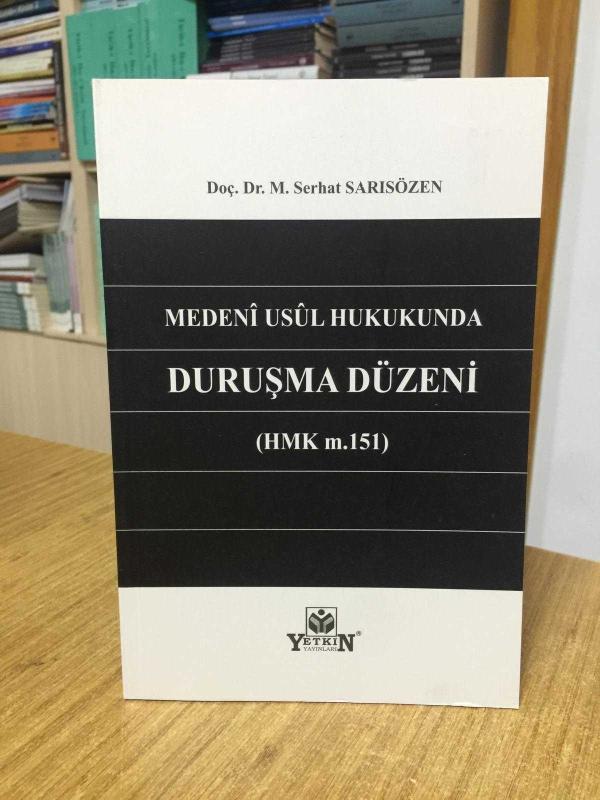 Doç. Dr. M. Serhat SARISÖZEN
MEDENÎ USÛL HUKUKUNDA
DURUŞMA DÜZENİ
(HMK m.151)
YETKİN®
YAYINLARI